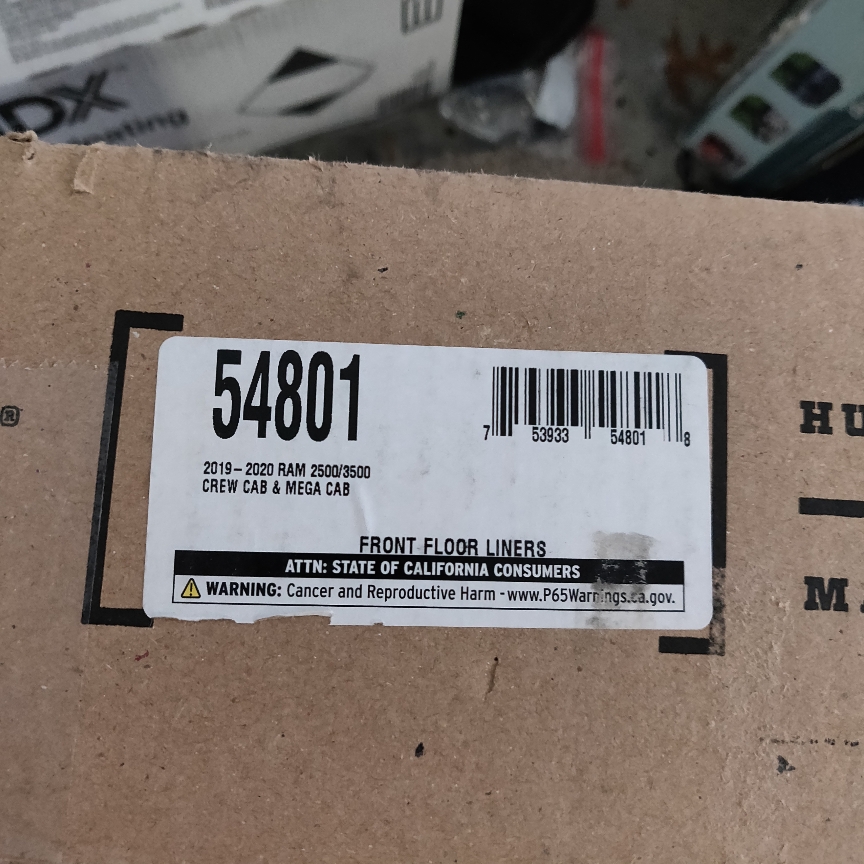 DX
®
54801
7 53933 54801 8
2019-2020 RAM 2500/3500
CREW CAB & MEGA CAB
FRONT FLOOR LINERS
ATTN: STATE OF CALIFORNIA CONSUMERS
WARNING: Cancer and Reproductive Harm - www.P65Warnings.ca.gov.
HU
M